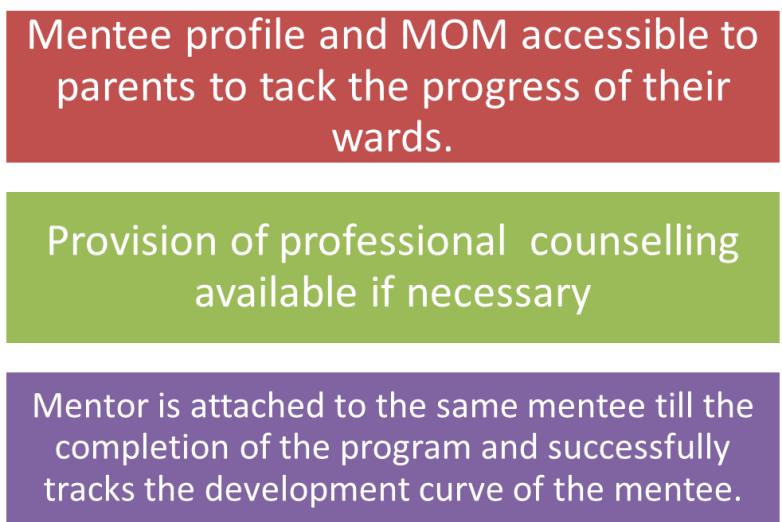 Mentee profile and MOM accessible to
parents to tack the progress of their
wards.
Provision of professional  counselling
available if necessary
Mentor is attached to the same mentee till the
completion of the program and successfully
tracks the development curve of the mentee.